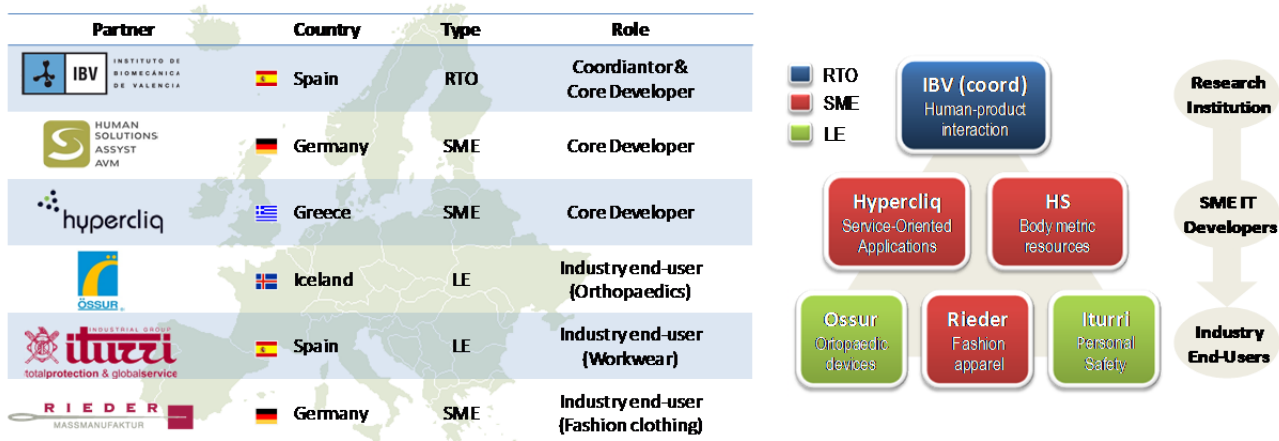 Partner Country Type Role
IBV
INSTITUTO DE
BIOMECÁNICA
DE VALENCIA
Spain RTO
Coordiantor &
Core Developer
HUMAN
SOLUTIONS
ASSYST
AVM
Germany SME Core Developer
hypercliq
Greece SME Core Developer
ÖSSUR
Iceland LE
Industry end-user
(Orthopaedics)
INDUSTRIAL GROUP
iturri
totalprotection & globalservice
Spain LE
Industry end-user
(Workwear)
RIEDER
MASSMANUFAKTUR
Germany SME
Industry end-user
(Fashion clothing)
RTO
SME
LE
IBV (coord)
Human-product
interaction
Research
Institution
Hypercliq
Service-Oriented
Applications
HS
Body metric
resources
SME IT
Developers
Ossur
Ortopaedic
devices
Rieder
Fashion
apparel
Iturri
Personal
Safety
Industry
End-Users